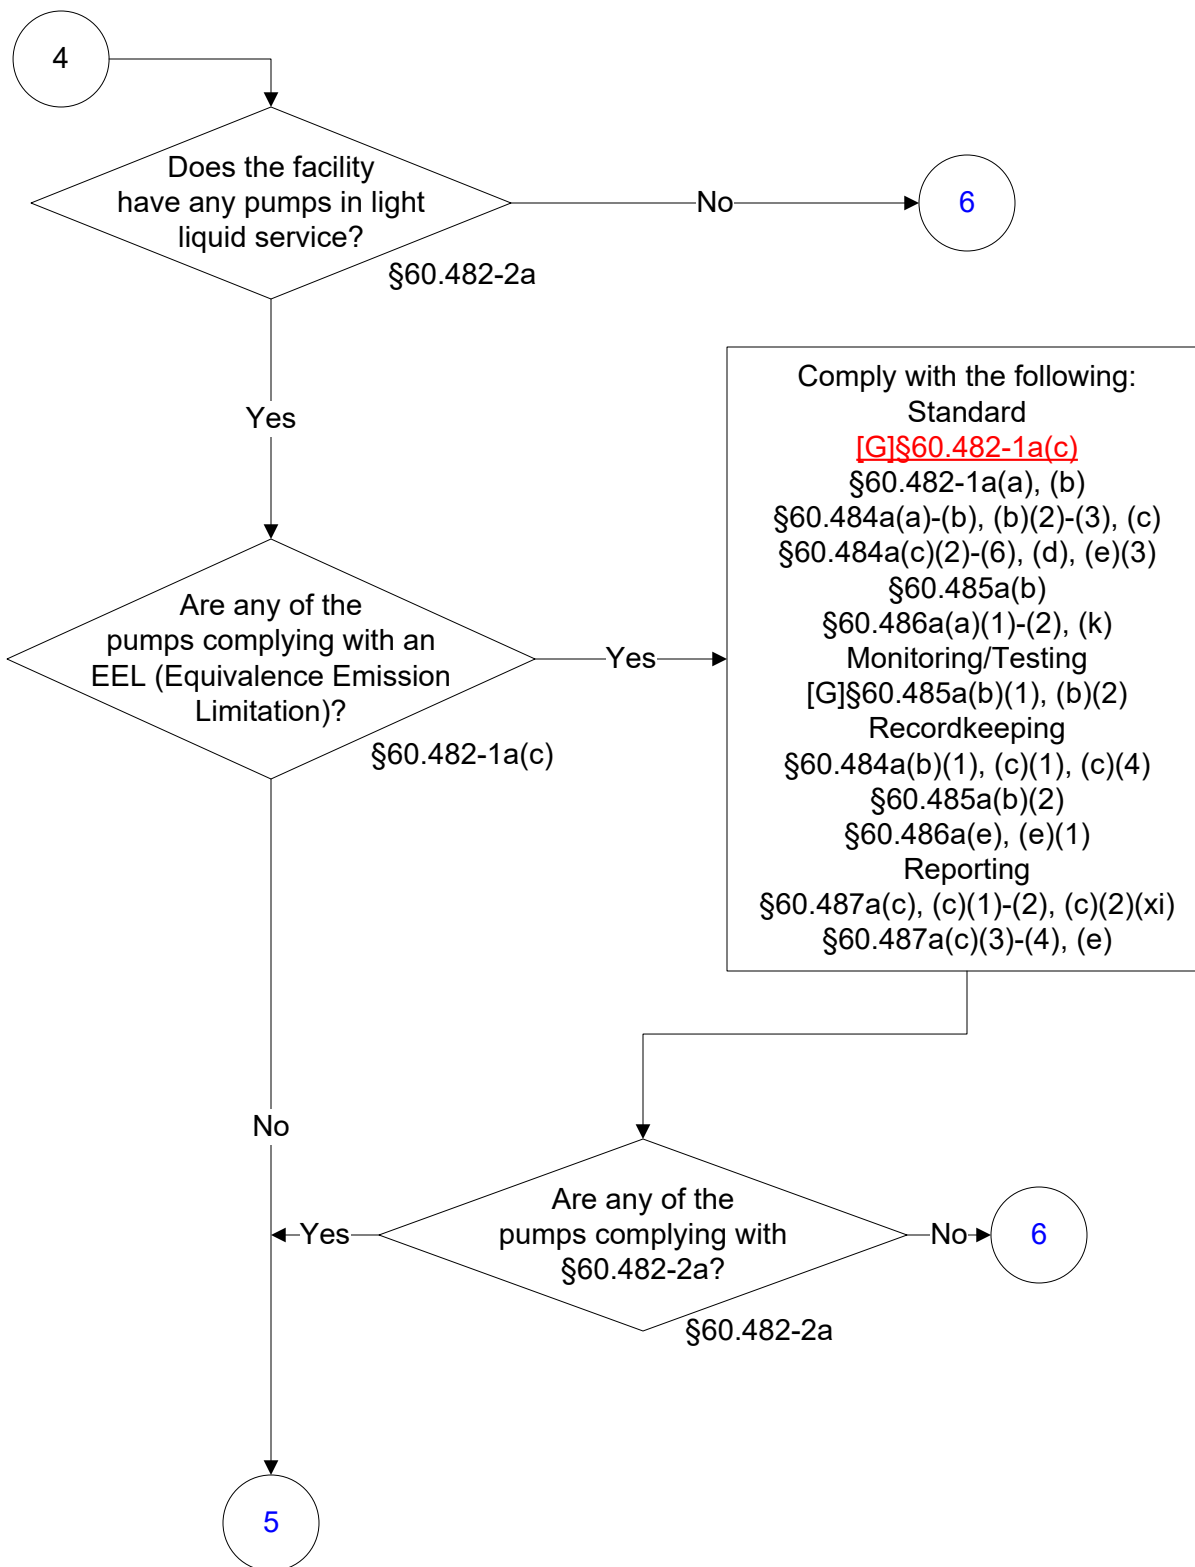 4
Does the facility
have any pumps in light
liquid service?
§60.482-2a
No
6
Yes
Are any of the
pumps complying with an
EEL (Equivalence Emission
Limitation)?
§60.482-1a(c)
Yes
Comply with the following:
Standard
[G]§60.482-1a(c)
§60.482-1a(a), (b)
§60.484a(a)-(b), (b)(2)-(3), (c)
§60.484a(c)(2)-(6), (d), (e)(3)
§60.485a(b)
§60.486a(a)(1)-(2), (k)
Monitoring/Testing
[G]§60.485a(b)(1), (b)(2)
Recordkeeping
§60.484a(b)(1), (c)(1), (c)(4)
§60.485a(b)(2)
§60.486a(e), (e)(1)
Reporting
§60.487a(c), (c)(1)-(2), (c)(2)(xi)
§60.487a(c)(3)-(4), (e)
No
Are any of the
pumps complying with
§60.482-2a?
§60.482-2a
Yes
No
6
5